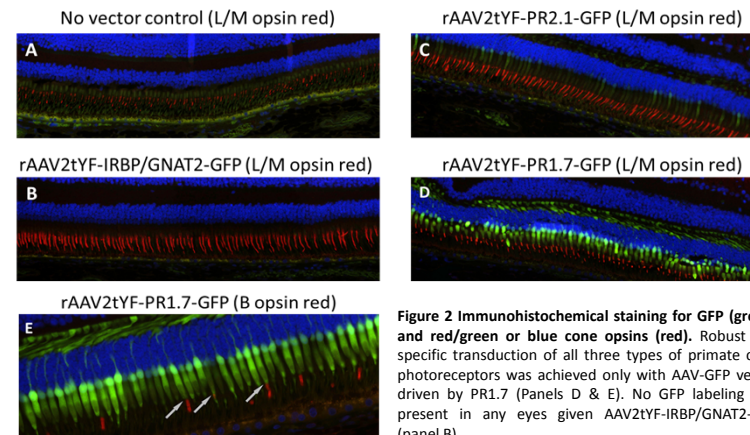 No vector control (L/M opsin red)
rAAV2tYF-PR2.1-GFP (L/M opsin red)
A
C
rAAV2tYF-IRBP/GNAT2-GFP (L/M opsin red)
rAAV2tYF-PR1.7-GFP (L/M opsin red)
B
D
rAAV2tYF-PR1.7-GFP (B opsin red)
E
Figure 2 Immunohistochemical staining for GFP
and red/green or blue cone opsins (red). Robust
specific transduction of all three types of primate
photoreceptors was achieved only with AAV-GFP
driven by PR1.7 (Panels D & E). No GFP labeling
present in any eyes given AAV2tYF-IRBP/GNAT2-
(panel B).